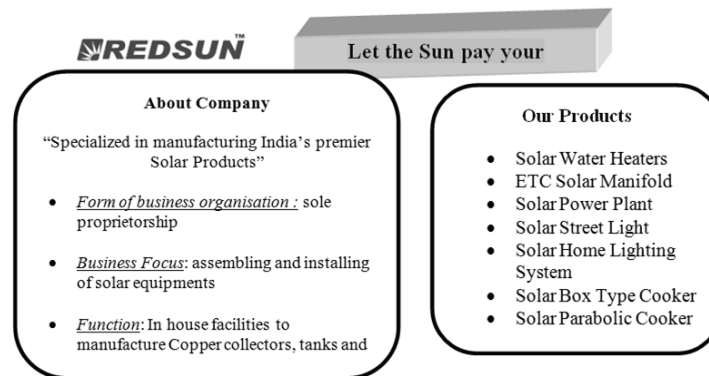 REDSUN™
Let the Sun pay your
About Company
“Specialized in manufacturing India’s premier
Solar Products”
• Form of business organisation : sole
proprietorship
• Business Focus: assembling and installing
of solar equipments
• Function: In house facilities to
manufacture Copper collectors, tanks and
Our Products
• Solar Water Heaters
• ETC Solar Manifold
• Solar Power Plant
• Solar Street Light
• Solar Home Lighting
System
• Solar Box Type Cooker
• Solar Parabolic Cooker